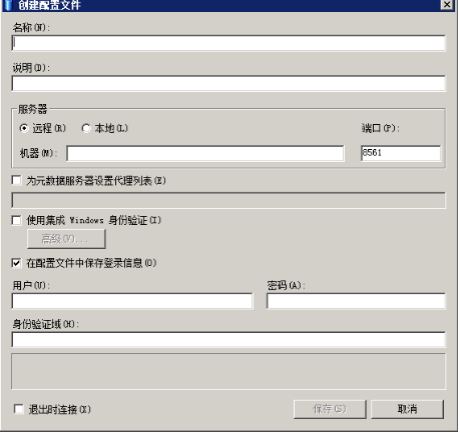 创建配置文件
名称(N):
说明(D):
服务器
远程(R) 本地(L) 端口(P):
机器(M): 8561
为元数据服务器设置代理列表(E)
使用集成 Windows 身份验证(I)
高级(V)...
在配置文件中保存登录信息(O)
用户(U): 密码(A):
身份验证域(H):
退出时连接(X) 保存(S) 取消